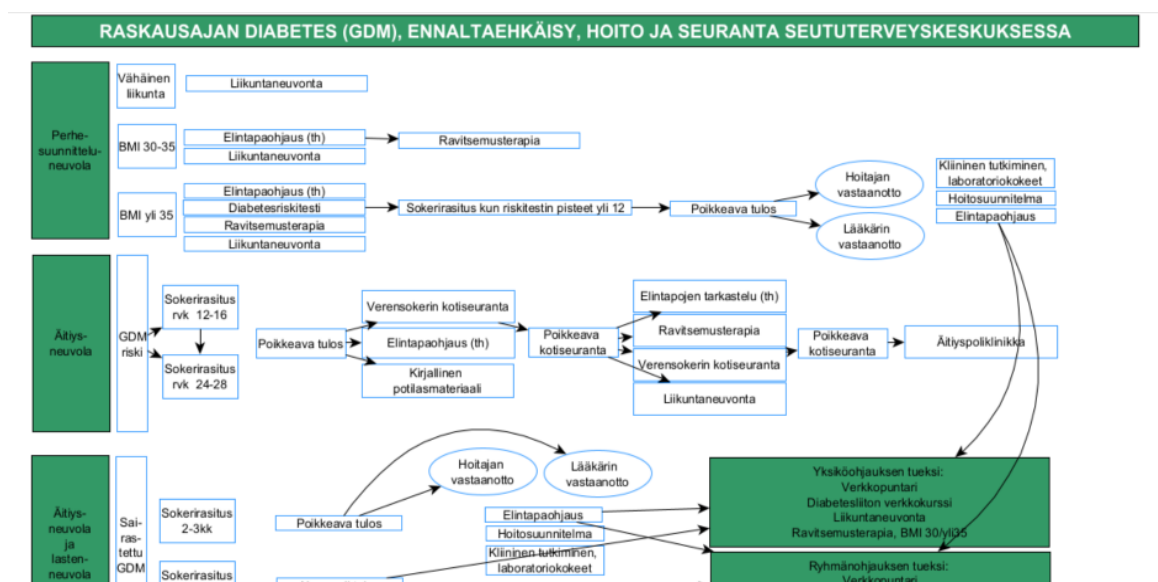 RASKAUSAJAN DIABETES (GDM), ENNALTAEHKÄISY, HOITO JA SEURANTA SEUTUTERVEYSKESKUKSESSA
Perhe-
suunnittelu-
neuvola
Vähäinen
liikunta
Liikuntaneuvonta
BMI 30-35
Elintapaohjaus (th)
Liikuntaneuvonta
Ravitsemusterapia
BMI yli 35
Elintapaohjaus (th)
Diabetesriskitesti
Ravitsemusterapia
Liikuntaneuvonta
Sokerirasitus kun riskitestin pisteet yli 12
Poikkeava tulos
Hoitajan
vastaanotto
Lääkärin
vastaanotto
Kliininen tutkiminen,
laboratoriokokeet
Hoitosuunnitelma
Elintapaohjaus
Äitiys-
neuvola
GDM
riski
Sokerirasitus
rvk 12-16
Sokerirasitus
rvk 24-28
Poikkeava tulos
Verensokerin kotiseuranta
Elintapaohjaus (th)
Kirjallinen
potilasmateriaali
Poikkeava
kotiseuranta
Elintapojen tarkastelu (th)
Ravitsemusterapia
Verensokerin kotiseuranta
Liikuntaneuvonta
Poikkeava
kotiseuranta
Äitiyspoliklinikka
Äitiys-
neuvola
ja
lasten-
neuvola
Sai-
ras-
tettu
GDM
Sokerirasitus
2-3kk
Sokerirasitus
Poikkeava tulos
Hoitajan
vastaanotto
Lääkärin
vastaanotto
Elintapaohjaus
Hoitosuunnitelma
Kliininen tutkiminen,
laboratoriokokeet
Yksiköohjauksen tueksi:
Verkkopuntari
Diabetesliiton verkkokurssi
Liikuntaneuvonta
Ravitsemusterapia, BMI 30/yli35
Ryhmänohjauksen tueksi:
Verkkopuntari